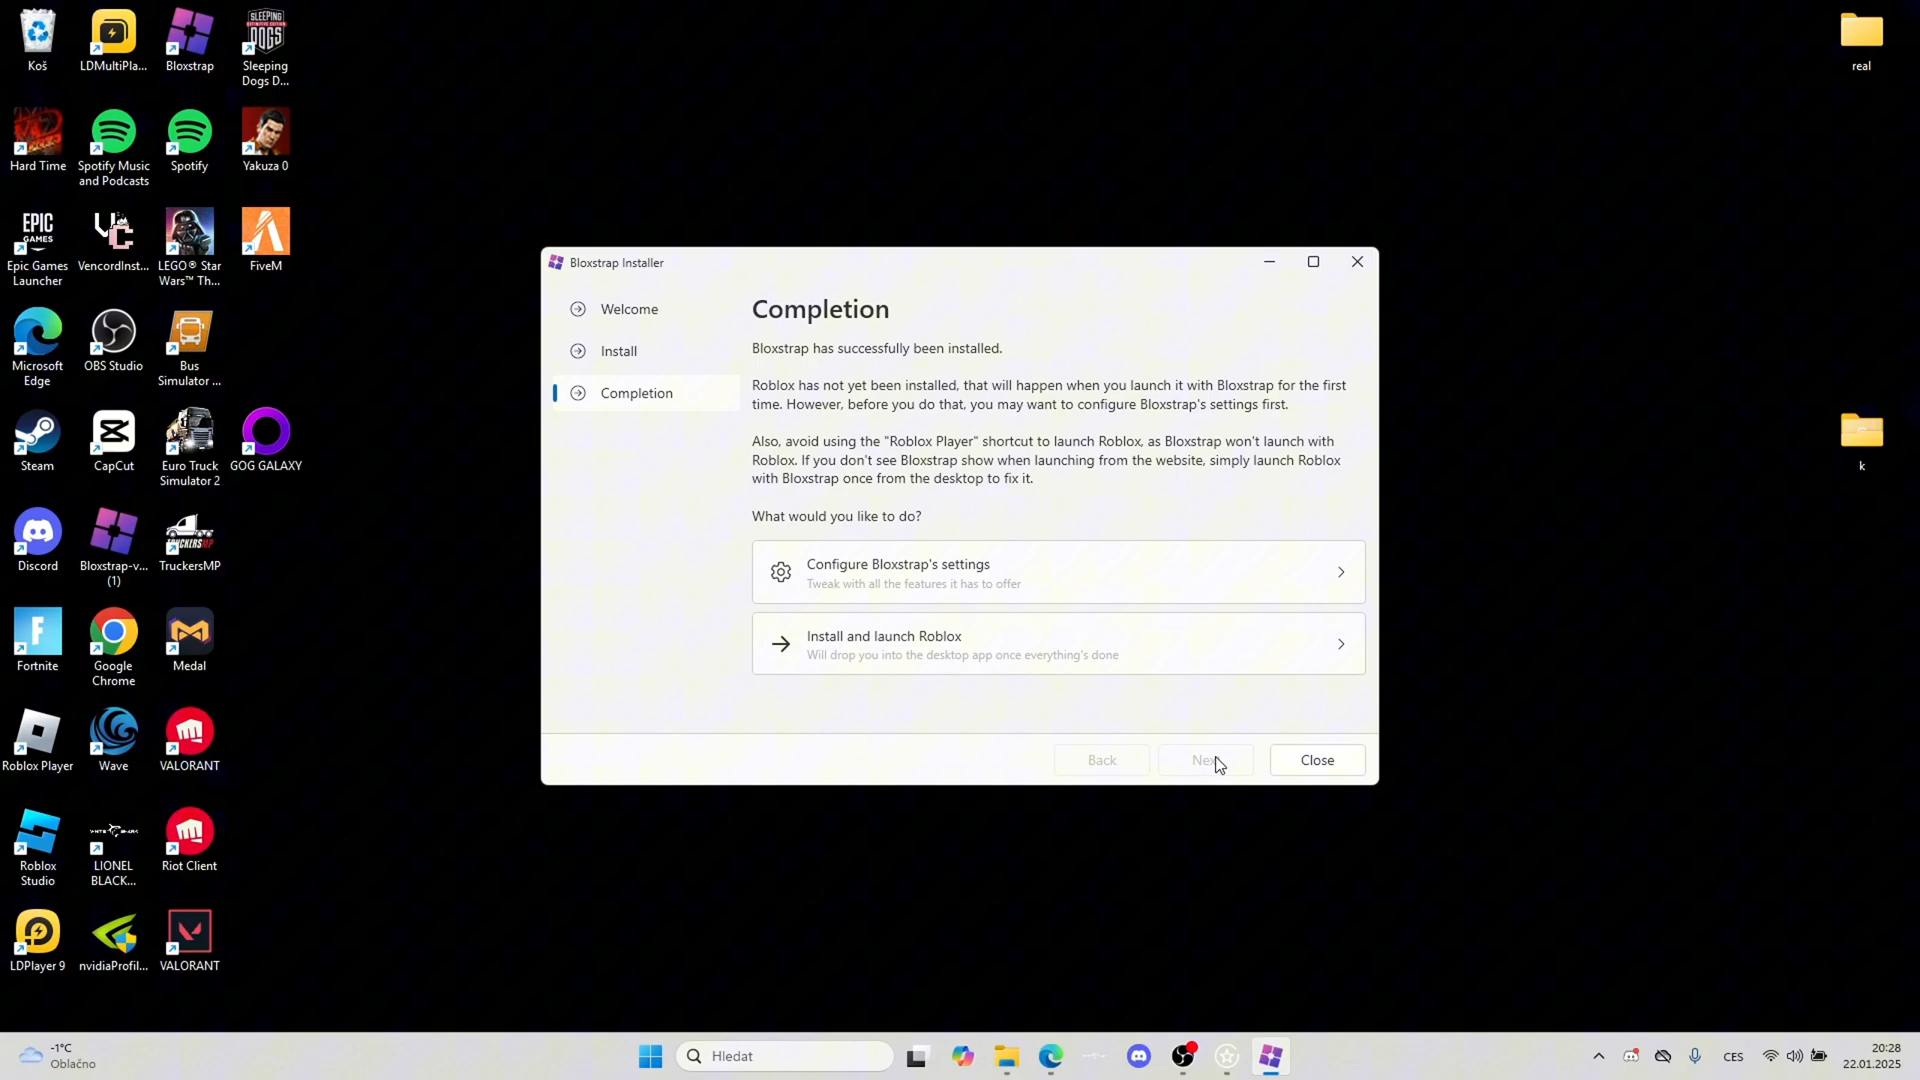 Koš
LDMultiPla...
Bloxstrap
SLEEPING
DOGS
Sleeping
Dogs D...
real
Hard Time
Spotify Music
and Podcasts
Spotify
Yakuza 0
EPIC
GAMES
Epic Games
Launcher
VencordInst...
LEGO® Star
Wars™ Th...
FiveM
Microsoft
Edge
OBS Studio
Bus
Simulator ...
Steam
CapCut
Euro Truck
Simulator 2
GOG GALAXY
k
Discord
Bloxstrap-v...
(1)
TRUCKERSMP
TruckersMP
Fortnite
Google
Chrome
Medal
Roblox Player
Wave
VALORANT
Roblox
Studio
LIONEL
BLACK...
Riot Client
LDPlayer 9
nvidiaProfil...
VALORANT
Bloxstrap Installer
Welcome
Install
Completion
Completion
Bloxstrap has successfully been installed.
Roblox has not yet been installed, that will happen when you launch it with Bloxstrap for the first
time. However, before you do that, you may want to configure Bloxstrap's settings first.
Also, avoid using the "Roblox Player" shortcut to launch Roblox, as Bloxstrap won't launch with
Roblox. If you don't see Bloxstrap show when launching from the website, simply launch Roblox
with Bloxstrap once from the desktop to fix it.
What would you like to do?
Configure Bloxstrap's settings
Tweak with all the features it has to offer
Install and launch Roblox
Will drop you into the desktop app once everything's done
Back
Next
Close
-1°C
Oblačno
Hledat
CES
20:28
22.01.2025